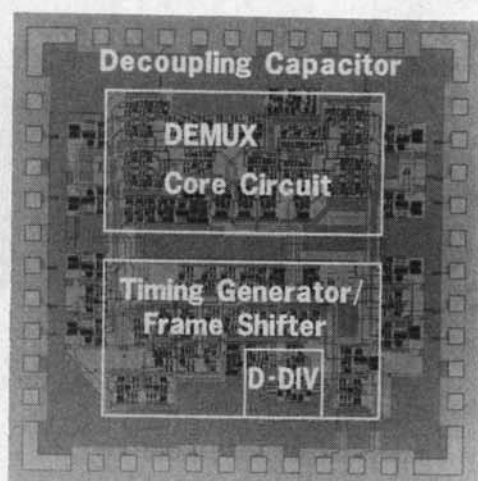 Decoupling Capacitor
DEMUX
Core Circuit
Timing Generator/
Frame Shifter
D-DIV